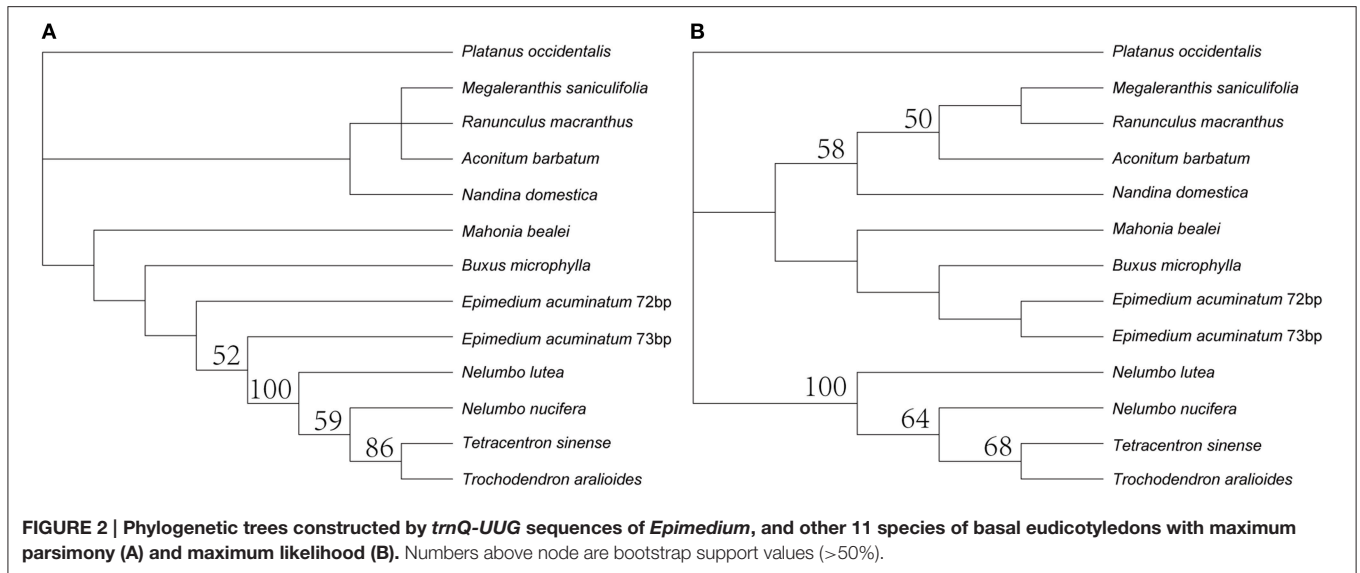 A
Platanus occidentalis
Megaleranthis saniculifolia
Ranunculus macranthus
Aconitum barbatum
Nandina domestica
Mahonia bealei
Buxus microphylla
Epimedium acuminatum 72bp
52
Epimedium acuminatum 73bp
100
Nelumbo lutea
59
Nelumbo nucifera
86
Tetracentron sinense
Trochodendron aralioides
B
Platanus occidentalis
Megaleranthis saniculifolia
50
Ranunculus macranthus
58
Aconitum barbatum
Nandina domestica
Mahonia bealei
Buxus microphylla
Epimedium acuminatum 72bp
Epimedium acuminatum 73bp
100
Nelumbo lutea
64
Nelumbo nucifera
68
Tetracentron sinense
Trochodendron aralioides
FIGURE 2 | Phylogenetic trees constructed by trnQ-UUG sequences of Epimedium, and other 11 species of basal eudicotyledons with maximum
parsimony (A) and maximum likelihood (B). Numbers above node are bootstrap support values (>50%).